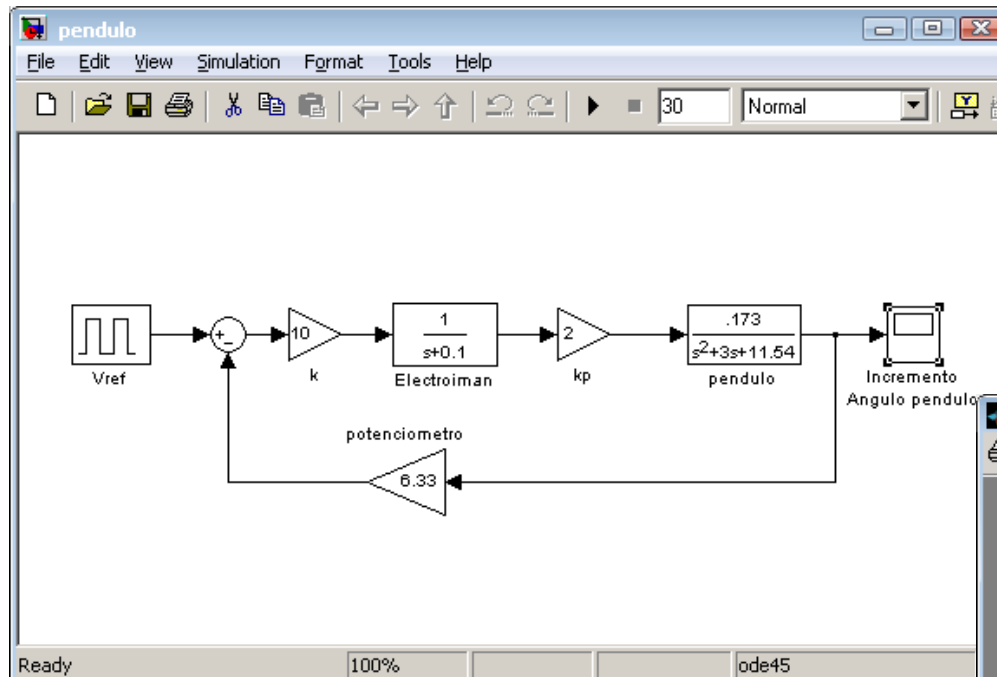 pendulo
File Edit View Simulation Format Tools Help
30 Normal
Vref
+
-
10
k
1
s+0.1
Electroiman
2
kp
.173
s²+3s+11.54
pendulo
Incremento
Angulo pendulo
potenciometro
6.33
Ready 100% ode45